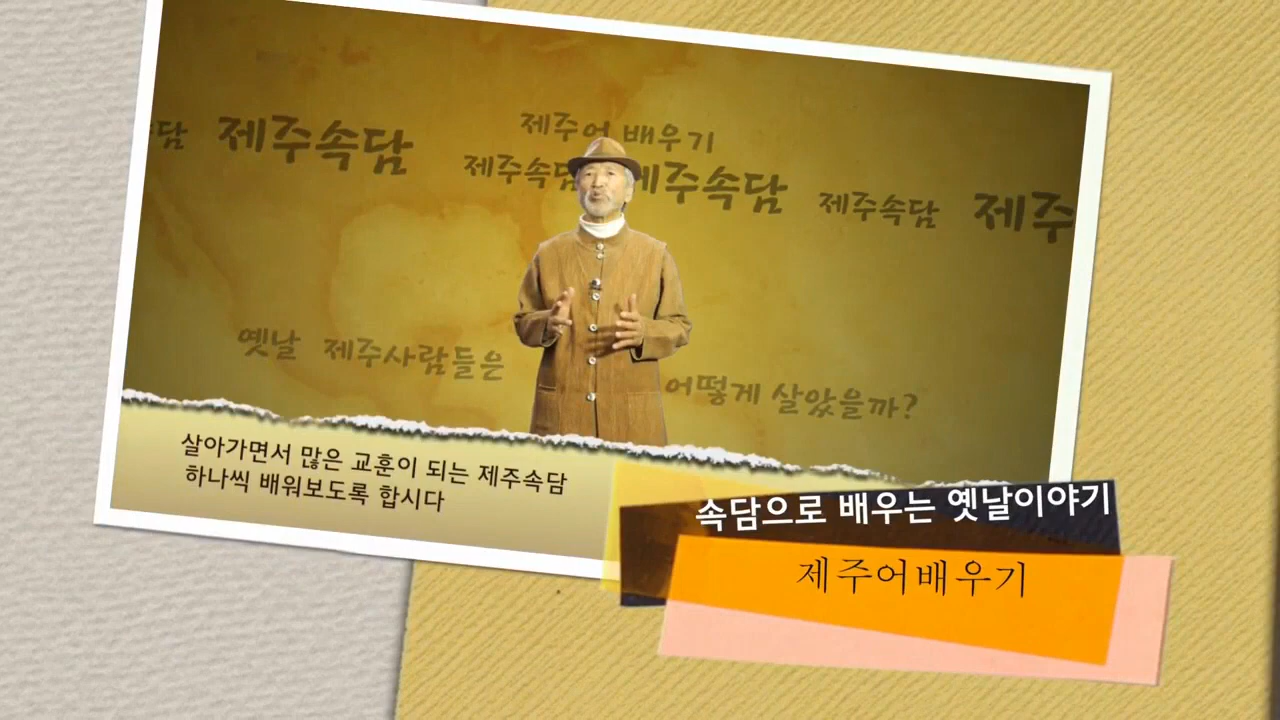 담 제주속담
제주어 배우기
제주속담 제주속담
제주속담 제주
옛날 제주사람들은 어떻게 살았을까?
살아가면서 많은 교훈이 되는 제주속담
하나씩 배워보도록 합시다
속담으로 배우는 옛날이야기
제주어배우기